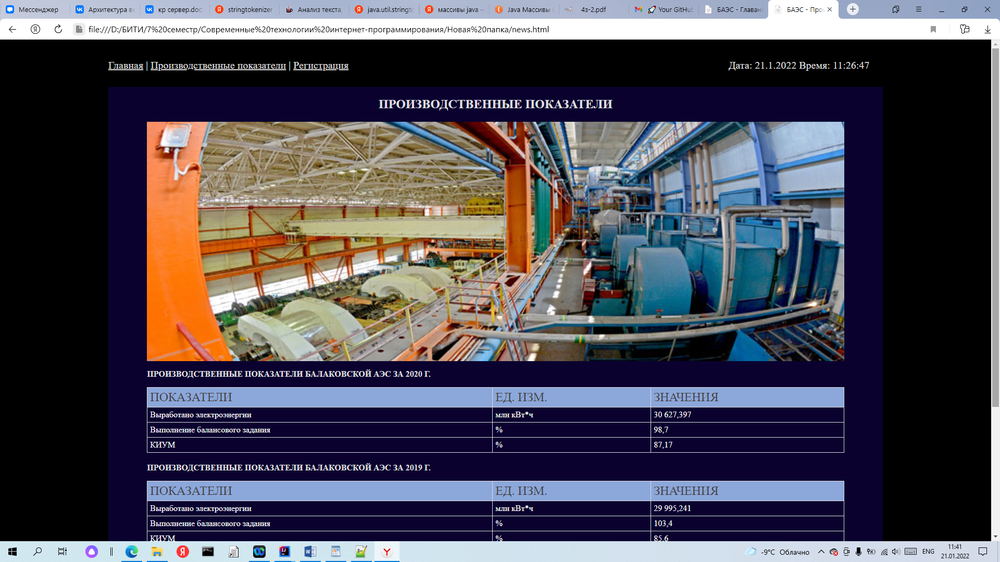 Мессенджер
Архитектура ве
кр сервер.doc
stringtokenizer
Анализ текста,
java.util.stringto
массивы java –
Java Массивы (
4з-2.pdf
Your GitHub
БАЭС - Главаня
БАЭС - Про
file:///D:/БИТИ/7%20семестр/Современные%20технологии%20интернет-программирования/Новая%20папка/news.html
Главная | Производственные показатели | Регистрация
Дата: 21.1.2022 Время: 11:26:47
ПРОИЗВОДСТВЕННЫЕ ПОКАЗАТЕЛИ
ПРОИЗВОДСТВЕННЫЕ ПОКАЗАТЕЛИ БАЛАКОВСКОЙ АЭС ЗА 2020 Г.
ПОКАЗАТЕЛИ ЕД. ИЗМ. ЗНАЧЕНИЯ
Выработано электроэнергии млн кВт*ч 30 627,397
Выполнение балансового задания % 98,7
КИУМ % 87,17
ПРОИЗВОДСТВЕННЫЕ ПОКАЗАТЕЛИ БАЛАКОВСКОЙ АЭС ЗА 2019 Г.
ПОКАЗАТЕЛИ ЕД. ИЗМ. ЗНАЧЕНИЯ
Выработано электроэнергии млн кВт*ч 29 995,241
Выполнение балансового задания % 103,4
КИУМ % 85,6
-9°C Облачно
ENG
11:41
21.01.2022